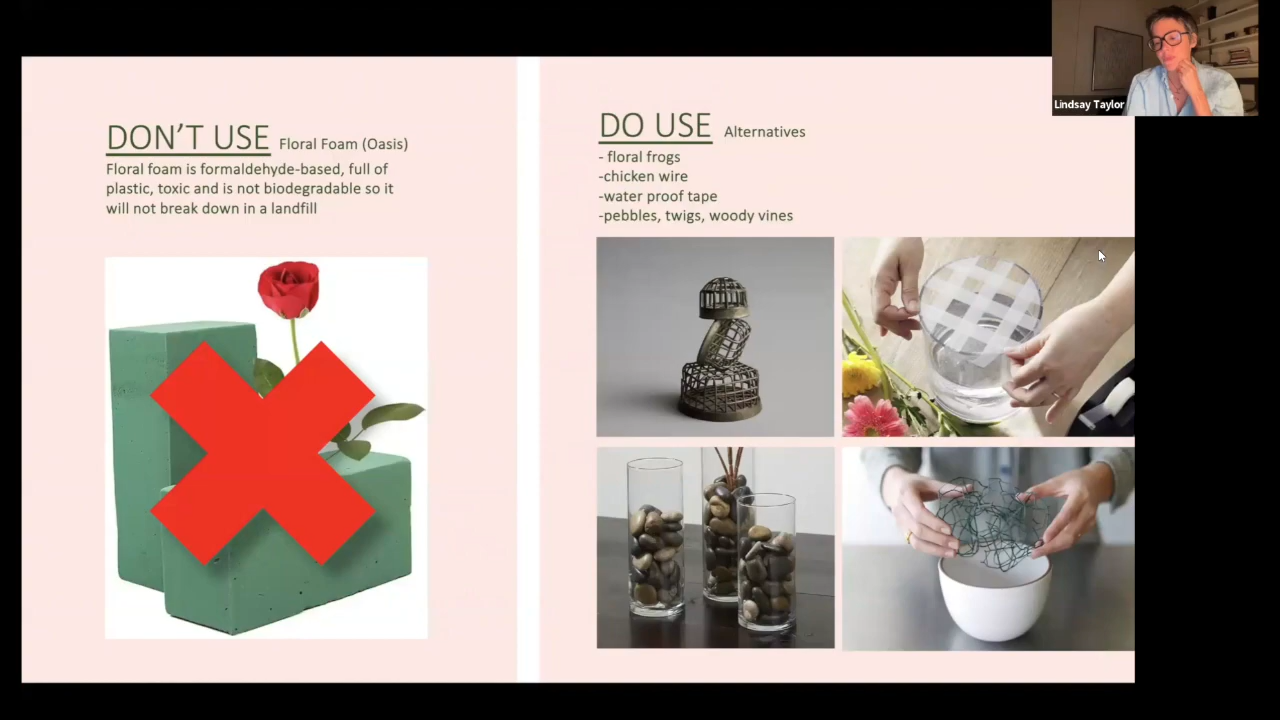 Lindsay Taylor
DON'T USE Floral Foam (Oasis)
Floral foam is formaldehyde-based, full of
plastic, toxic and is not biodegradable so it
will not break down in a landfill
DO USE Alternatives
- floral frogs
-chicken wire
-water proof tape
-pebbles, twigs, woody vines